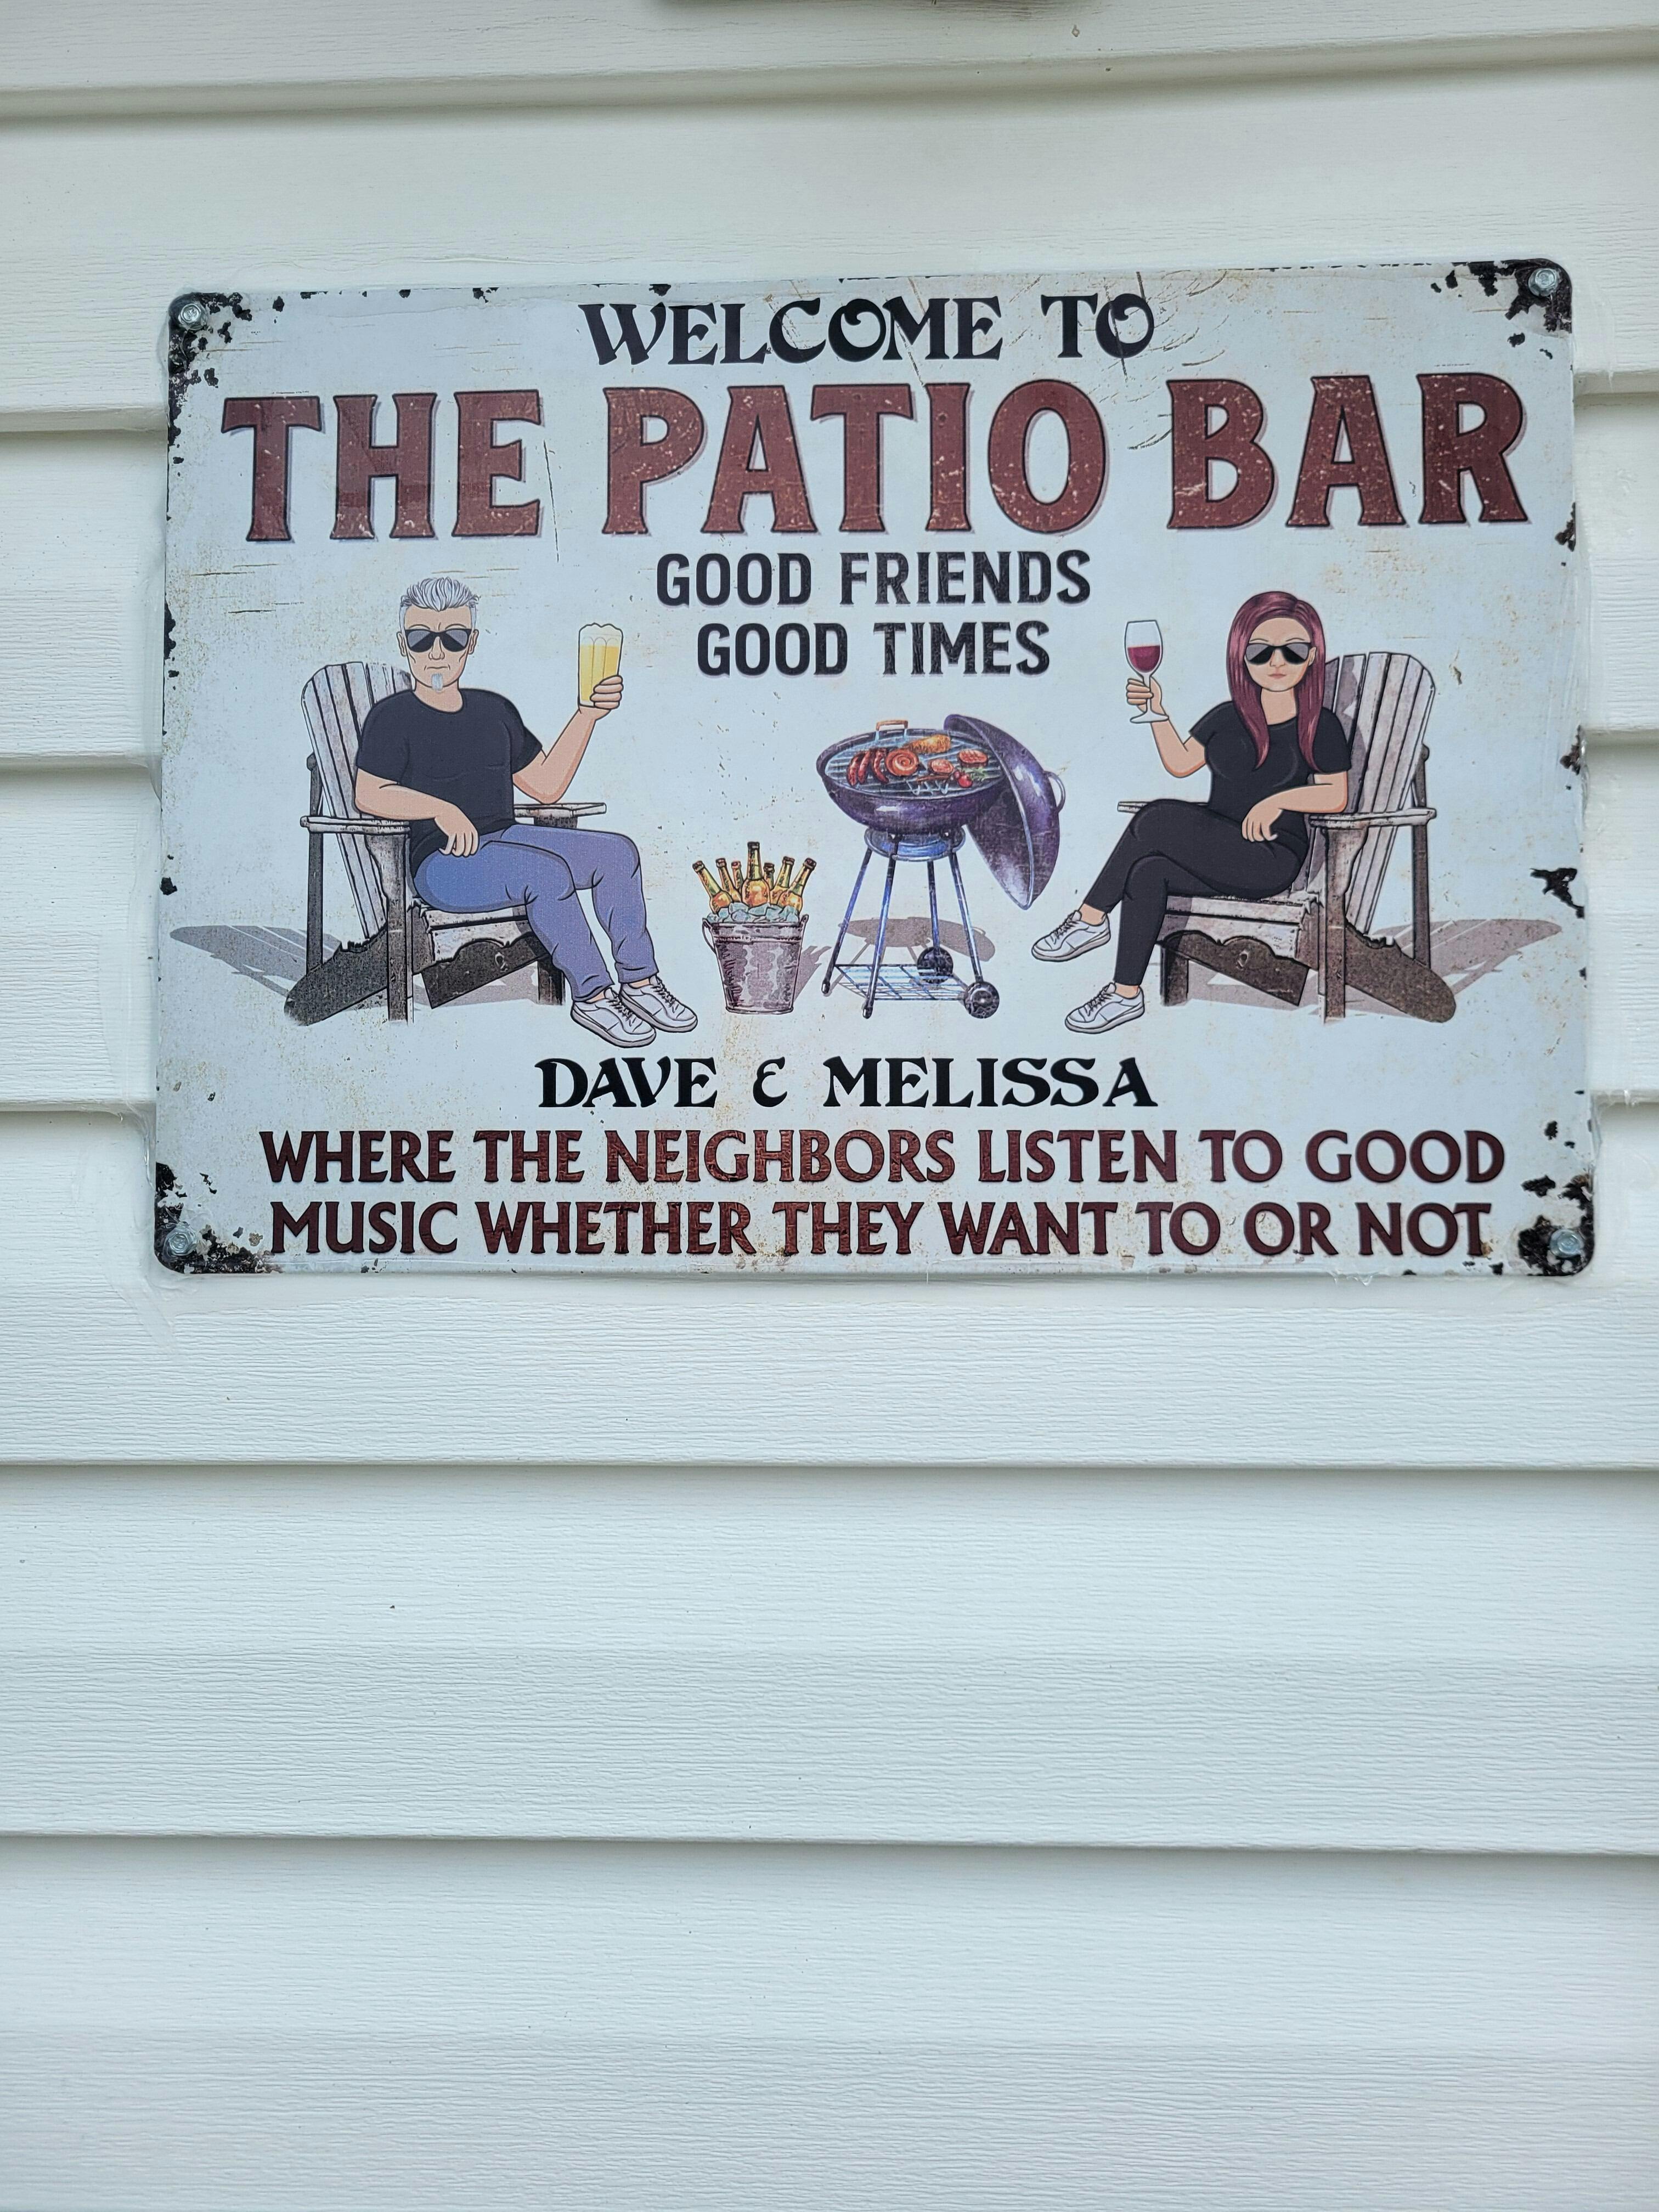 WELCOME TO
THE PATIO BAR
GOOD FRIENDS
GOOD TIMES
DAVE & MELISSA
WHERE THE NEIGHBORS LISTEN TO GOOD
MUSIC WHETHER THEY WANT TO OR NOT